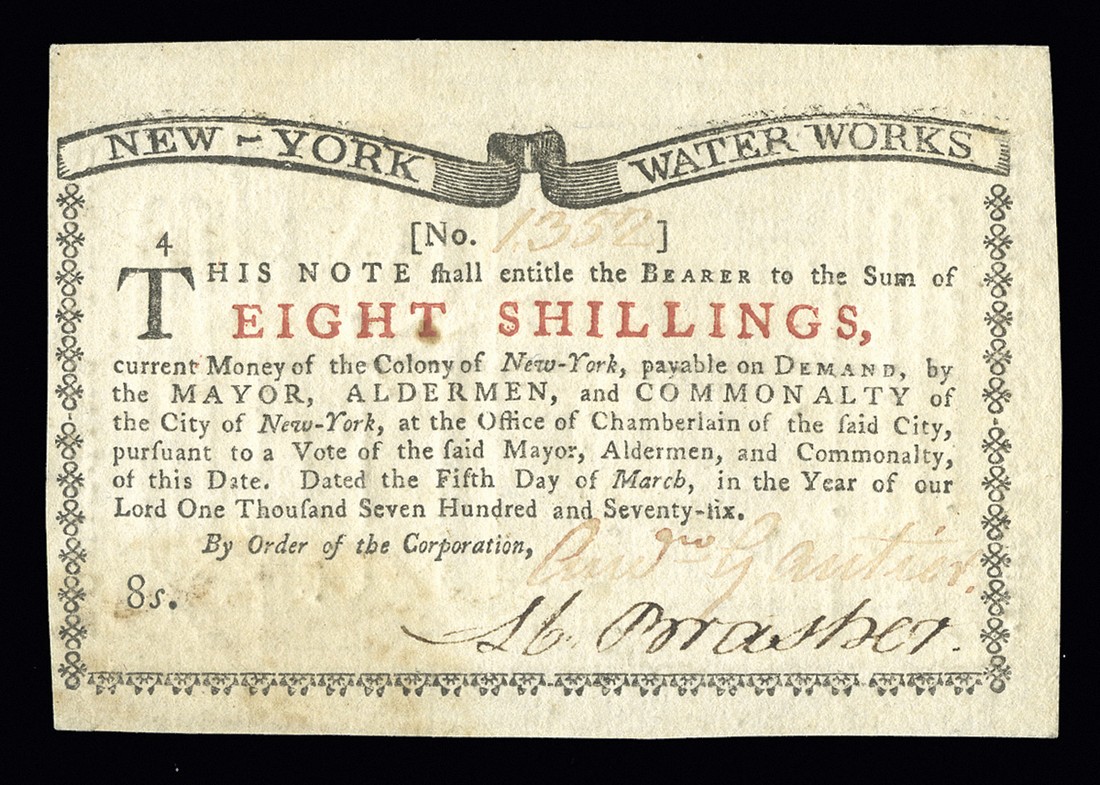 NEW-YORK WATER WORKS
[No. 1352]
4
THIS NOTE ſhall entitle the BEARER to the Sum of
EIGHT SHILLINGS,
current Money of the Colony of New-York, payable on DEMAND, by
the MAYOR, ALDERMEN, and COMMONALTY of
the City of New-York, at the Office of Chamberlain of the ſaid City,
purſuant to a Vote of the ſaid Mayor, Aldermen, and Commonalty,
of this Date. Dated the Fifth Day of March, in the Year of our
Lord One Thouſand Seven Hundred and Seventy-ſix.
By Order of the Corporation, Andw Gautier.
8s.
Ab. Brasher.